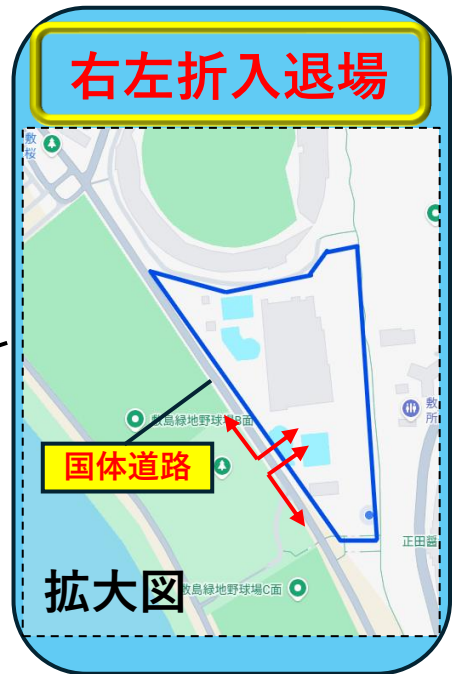 右左折入退場
敷
桜
敷島緑地野球場B面
国体道路
敷
所
正田醤
拡大図
敷島緑地野球場C面